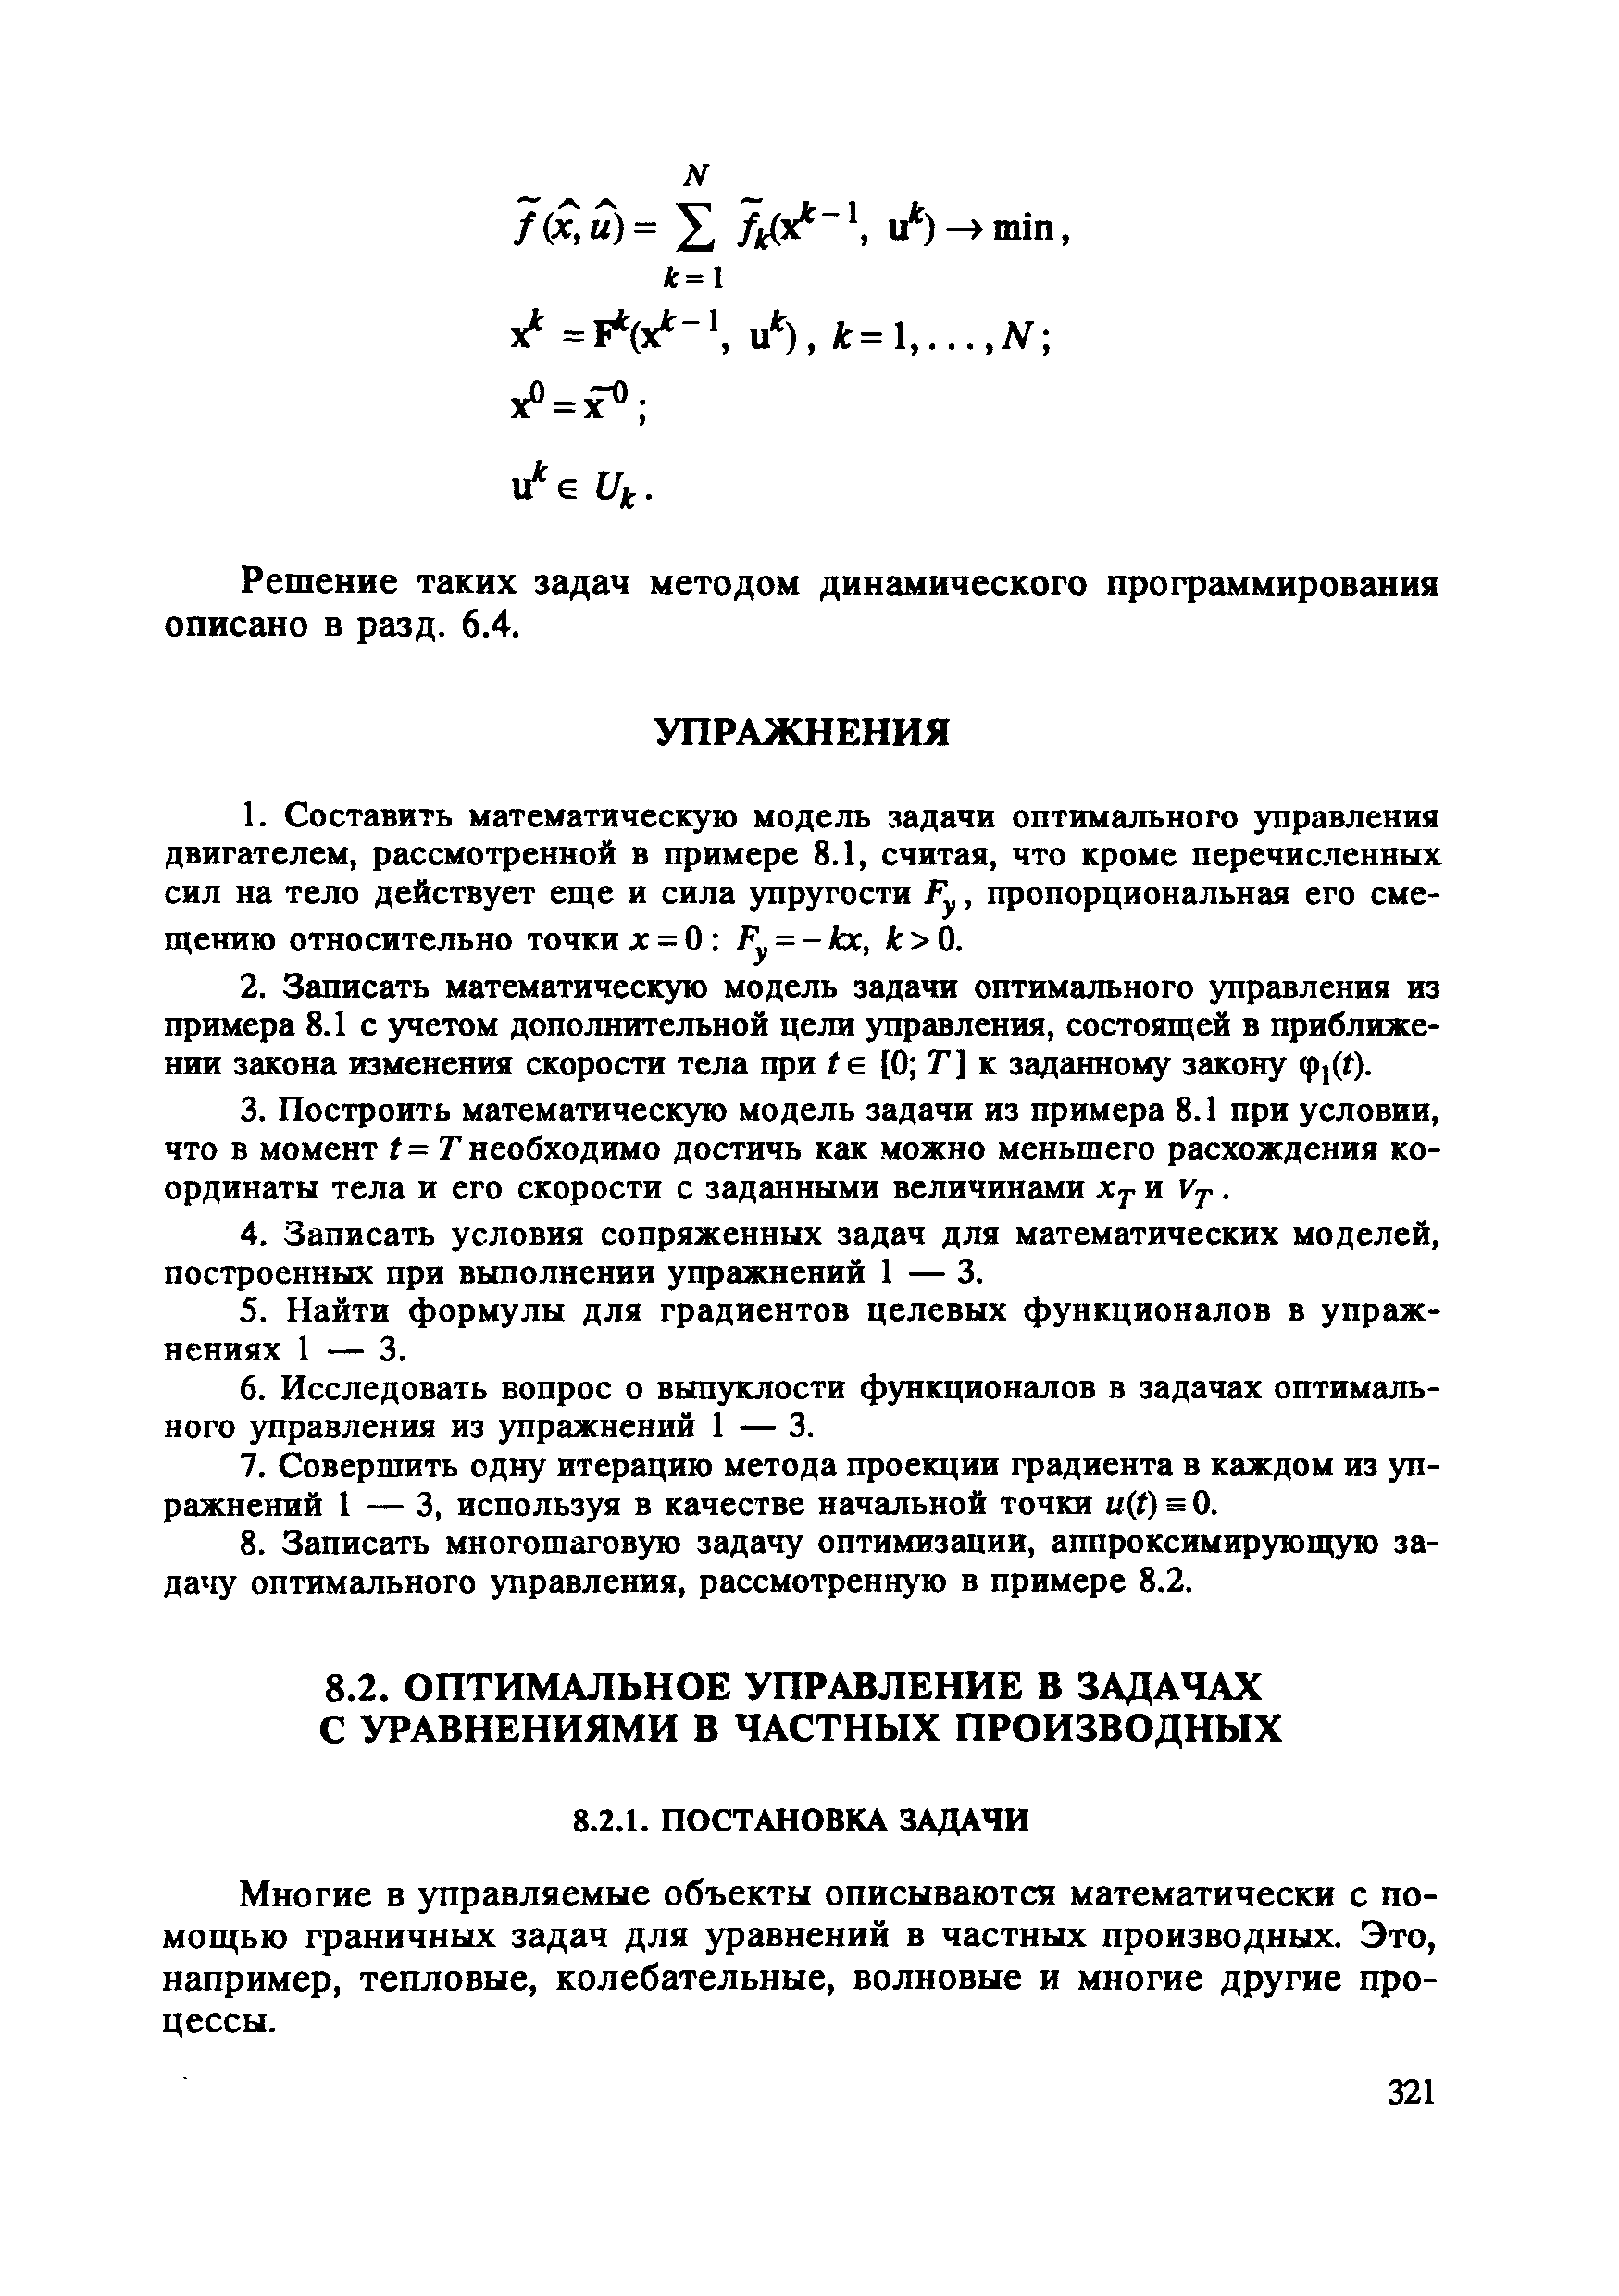 N
f̃(x̂, û) = ∑ f̃ₖ(xᵏ⁻¹, uᵏ) → min,
k = 1
xᵏ = Fᵏ(xᵏ⁻¹, uᵏ), k = 1,...,N;
x⁰ = x̃⁰;
uᵏ ∈ Uₖ.
Решение таких задач методом динамического программирования
описано в разд. 6.4.
УПРАЖНЕНИЯ
1. Составить математическую модель задачи оптимального управления
двигателем, рассмотренной в примере 8.1, считая, что кроме перечисленных
сил на тело действует еще и сила упругости F_y, пропорциональная его сме-
щению относительно точки x = 0 : F_y = – kx, k > 0.
2. Записать математическую модель задачи оптимального управления из
примера 8.1 с учетом дополнительной цели управления, состоящей в приближе-
нии закона изменения скорости тела при t ∈ [0; T] к заданному закону φ₁(t).
3. Построить математическую модель задачи из примера 8.1 при условии,
что в момент t = T необходимо достичь как можно меньшего расхождения ко-
ординаты тела и его скорости с заданными величинами x_T и V_T.
4. Записать условия сопряженных задач для математических моделей,
построенных при выполнении упражнений 1 — 3.
5. Найти формулы для градиентов целевых функционалов в упраж-
нениях 1 — 3.
6. Исследовать вопрос о выпуклости функционалов в задачах оптималь-
ного управления из упражнений 1 — 3.
7. Совершить одну итерацию метода проекции градиента в каждом из уп-
ражнений 1 — 3, используя в качестве начальной точки u(t) ≡ 0.
8. Записать многошаговую задачу оптимизации, аппроксимирующую за-
дачу оптимального управления, рассмотренную в примере 8.2.
8.2. ОПТИМАЛЬНОЕ УПРАВЛЕНИЕ В ЗАДАЧАХ
С УРАВНЕНИЯМИ В ЧАСТНЫХ ПРОИЗВОДНЫХ
8.2.1. ПОСТАНОВКА ЗАДАЧИ
Многие в управляемые объекты описываются математически с по-
мощью граничных задач для уравнений в частных производных. Это,
например, тепловые, колебательные, волновые и многие другие про-
цессы.
321